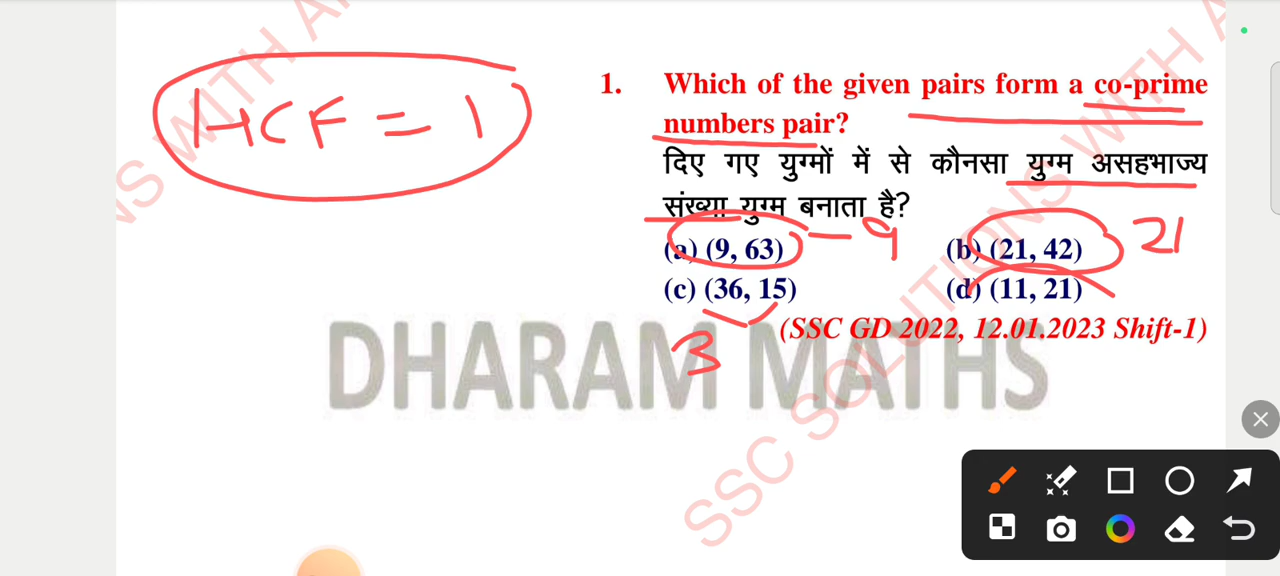 HCF = 1
1. Which of the given pairs form a co-prime
numbers pair?
दिए गए युग्मों में से कौनसा युग्म असहभाज्य
संख्या युग्म बनाता है?
(a) (9, 63) – 9 (b) (21, 42) 21
(c) (36, 15) (d) (11, 21)
3
(SSC GD 2022, 12.01.2023 Shift-1)
DHARAM MATHS
SSC SOLUTIONS WITH A
NS WITH A